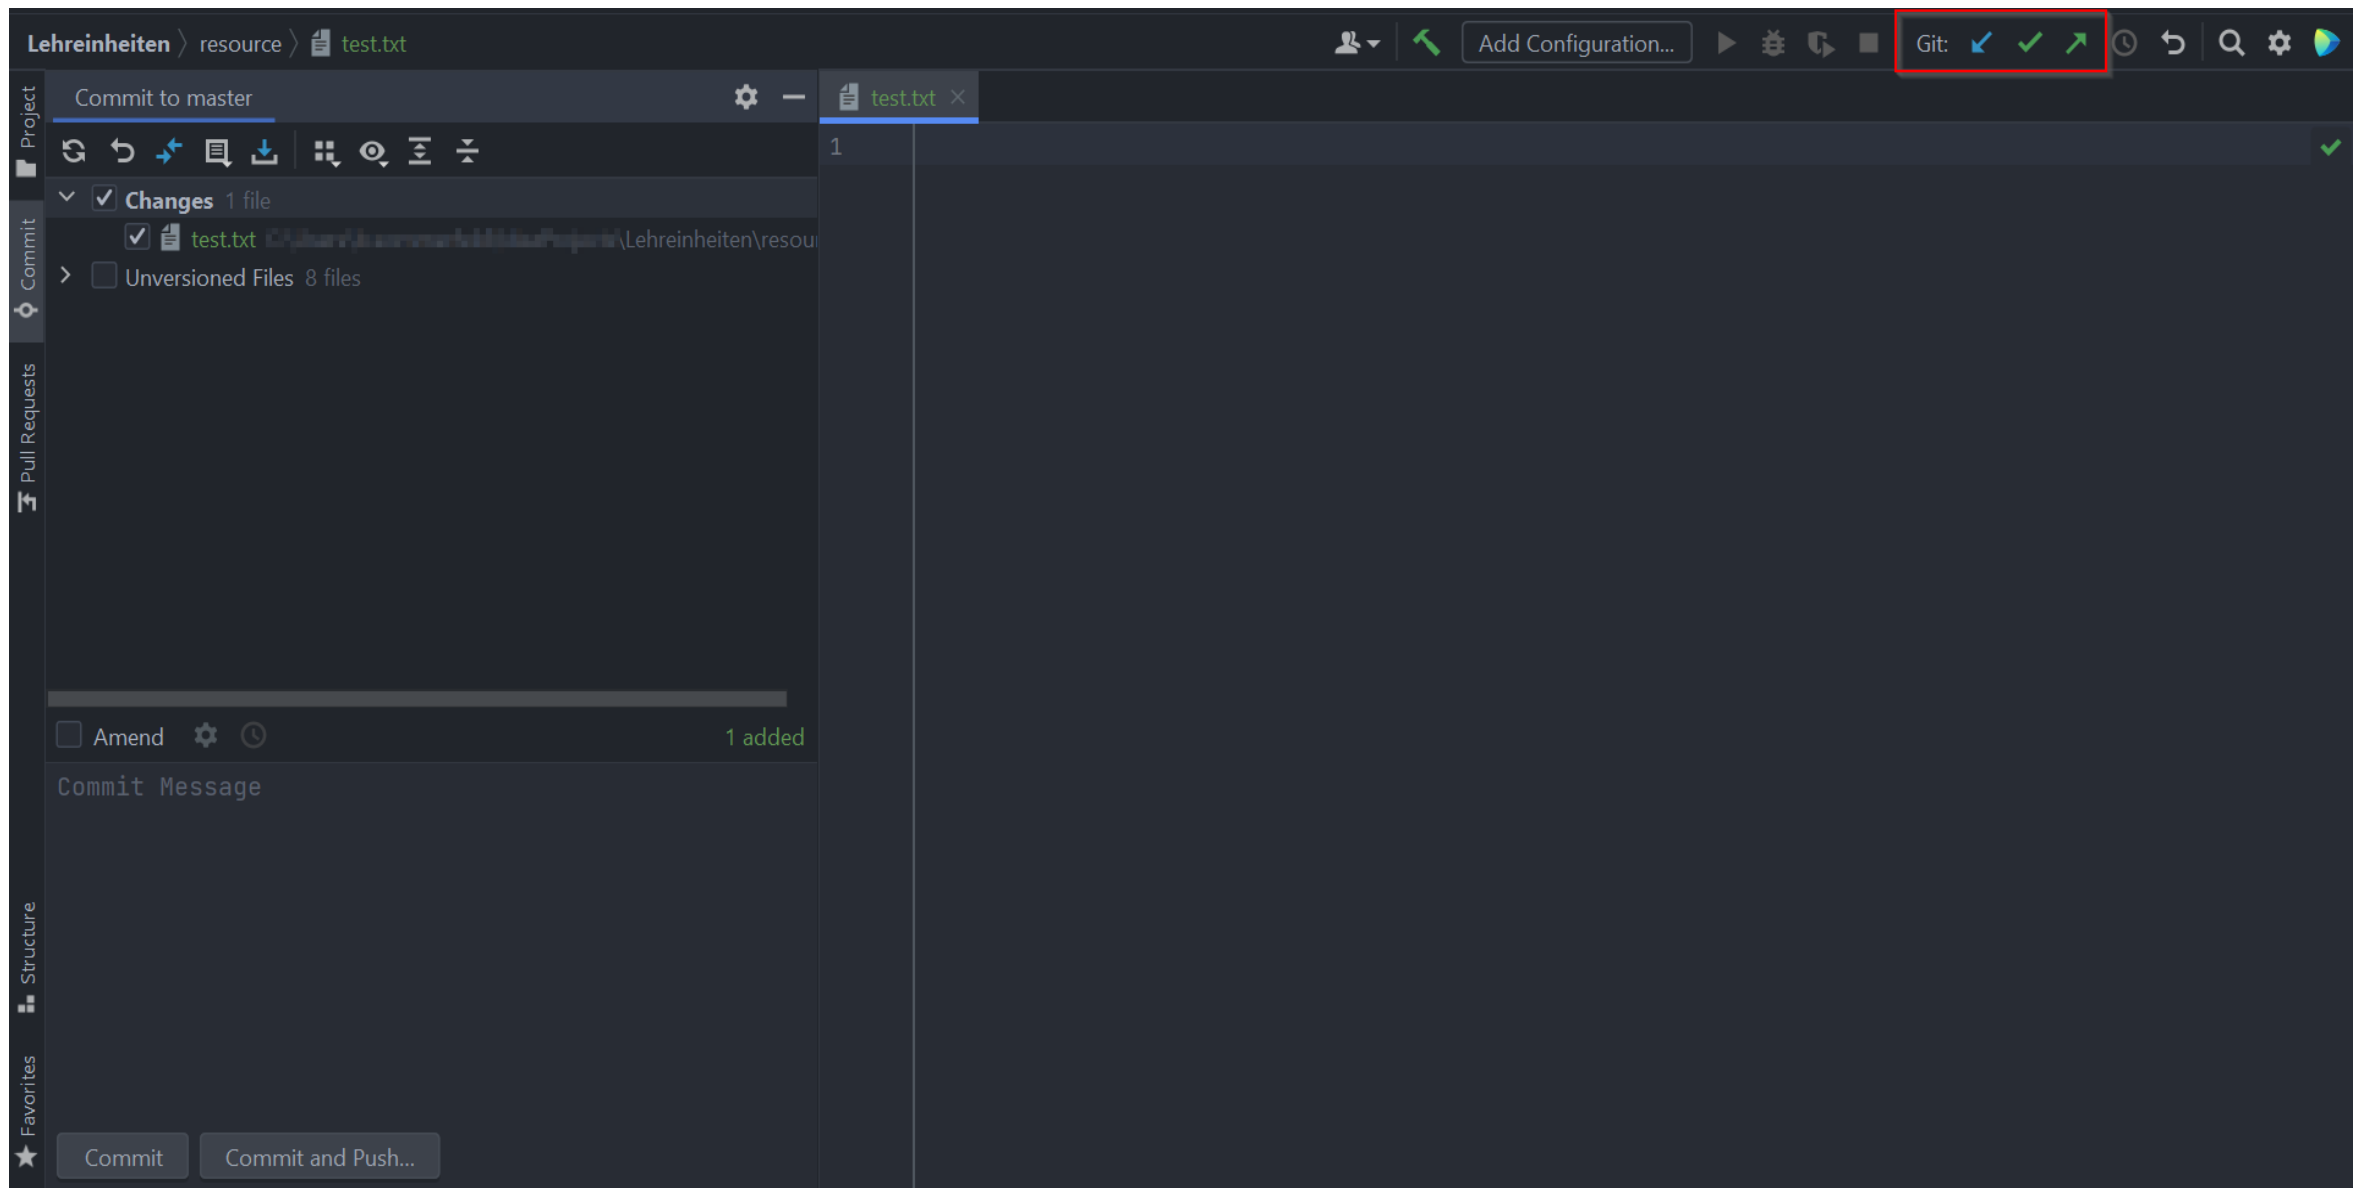 Lehreinheiten resource test.txt
Add Configuration...
Git:
Project
Commit
Pull Requests
Structure
Favorites
Commit to master
Changes 1 file
test.txt \Lehreinheiten\resou
Unversioned Files 8 files
Amend
1 added
Commit Message
Commit
Commit and Push...
test.txt
1